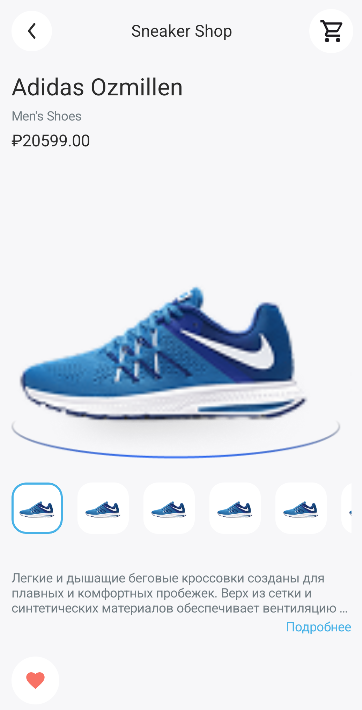 Sneaker Shop
Adidas Ozmillen
Men's Shoes
₽20599.00
Легкие и дышащие беговые кроссовки созданы для
плавных и комфортных пробежек. Верх из сетки и
синтетических материалов обеспечивает вентиляцию ...
Подробнее